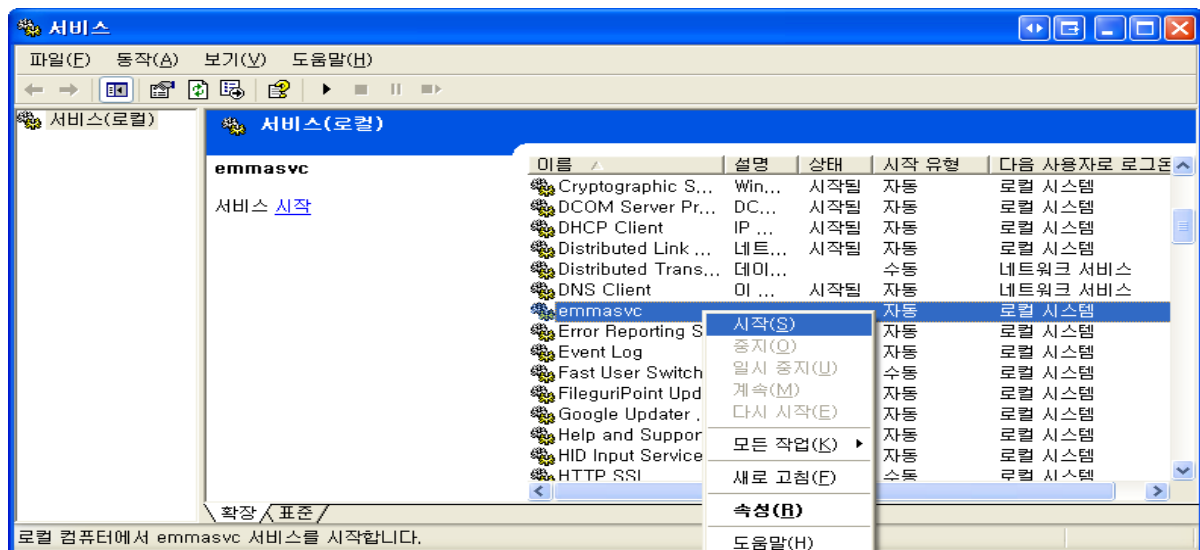 서비스
파일(F) 동작(A) 보기(V) 도움말(H)
서비스(로컬)
서비스(로컬)
emmasvc
서비스 시작
이름 설명 상태 시작 유형 다음 사용자로 로그온
Cryptographic S... Win... 시작됨 자동 로컬 시스템
DCOM Server Pr... DC... 시작됨 자동 로컬 시스템
DHCP Client IP ... 시작됨 자동 로컬 시스템
Distributed Link ... 네트... 시작됨 자동 로컬 시스템
Distributed Trans... 데이... 수동 네트워크 서비스
DNS Client 이 ... 시작됨 자동 네트워크 서비스
emmasvc 자동 로컬 시스템
Error Reporting S 자동 로컬 시스템
Event Log 자동 로컬 시스템
Fast User Switch 수동 로컬 시스템
FileguriPoint Upd 자동 로컬 시스템
Google Updater . 자동 로컬 시스템
Help and Suppor 자동 로컬 시스템
HID Input Service 자동 로컬 시스템
HTTP SSL 수동 로컬 시스템
시작(S)
중지(O)
일시 중지(U)
계속(M)
다시 시작(E)
모든 작업(K)
새로 고침(F)
속성(R)
도움말(H)
확장 표준
로컬 컴퓨터에서 emmasvc 서비스를 시작합니다.